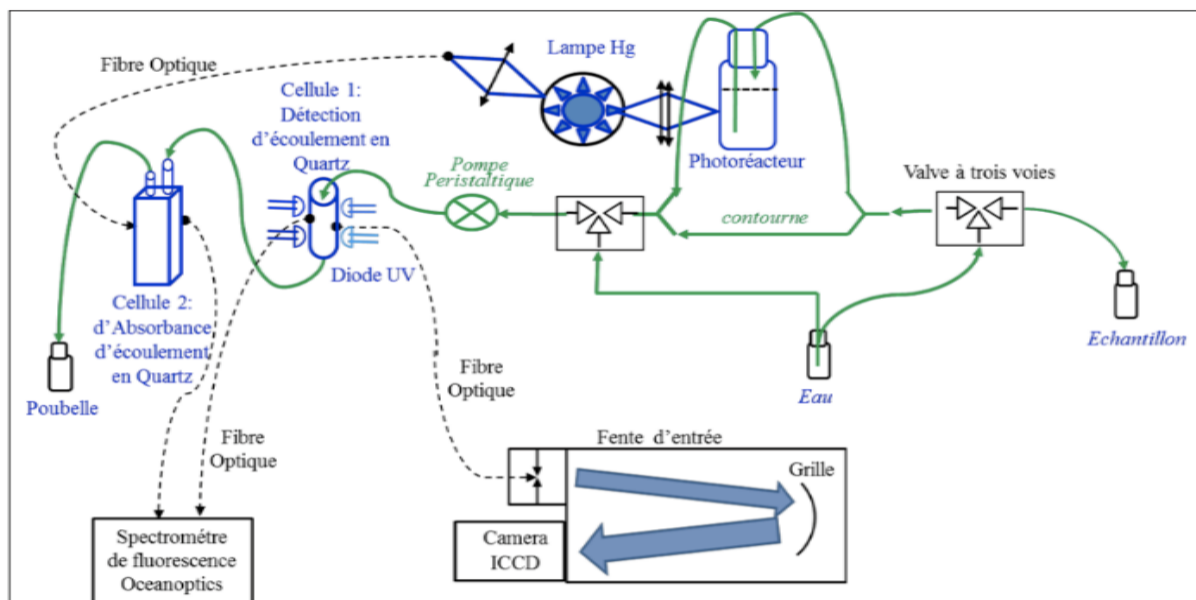 Fibre Optique
Lampe Hg
Cellule 1:
Détection
d'écoulement en
Quartz
Pompe
Peristaltique
Photoréacteur
Valve à trois voies
contourne
Diode UV
Cellule 2:
d'Absorbance
d'écoulement
en Quartz
Echantillon
Poubelle
Fibre
Optique
Eau
Fibre
Optique
Fente d'entrée
Grille
Spectrométre
de fluorescence
Oceanoptics
Camera
ICCD